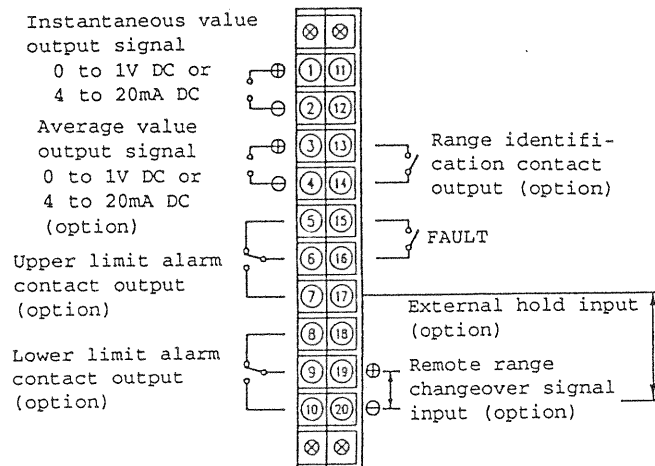 Instantaneous value
output signal
0 to 1V DC or
4 to 20mA DC
Average value
output signal
0 to 1V DC or
4 to 20mA DC
(option)
Upper limit alarm
contact output
(option)
Lower limit alarm
contact output
(option)
1 11
2 12
3 13
4 14
5 15
6 16
7 17
8 18
9 19
10 20
Range identifi-
cation contact
output (option)
FAULT
External hold input
(option)
Remote range
changeover signal
input (option)